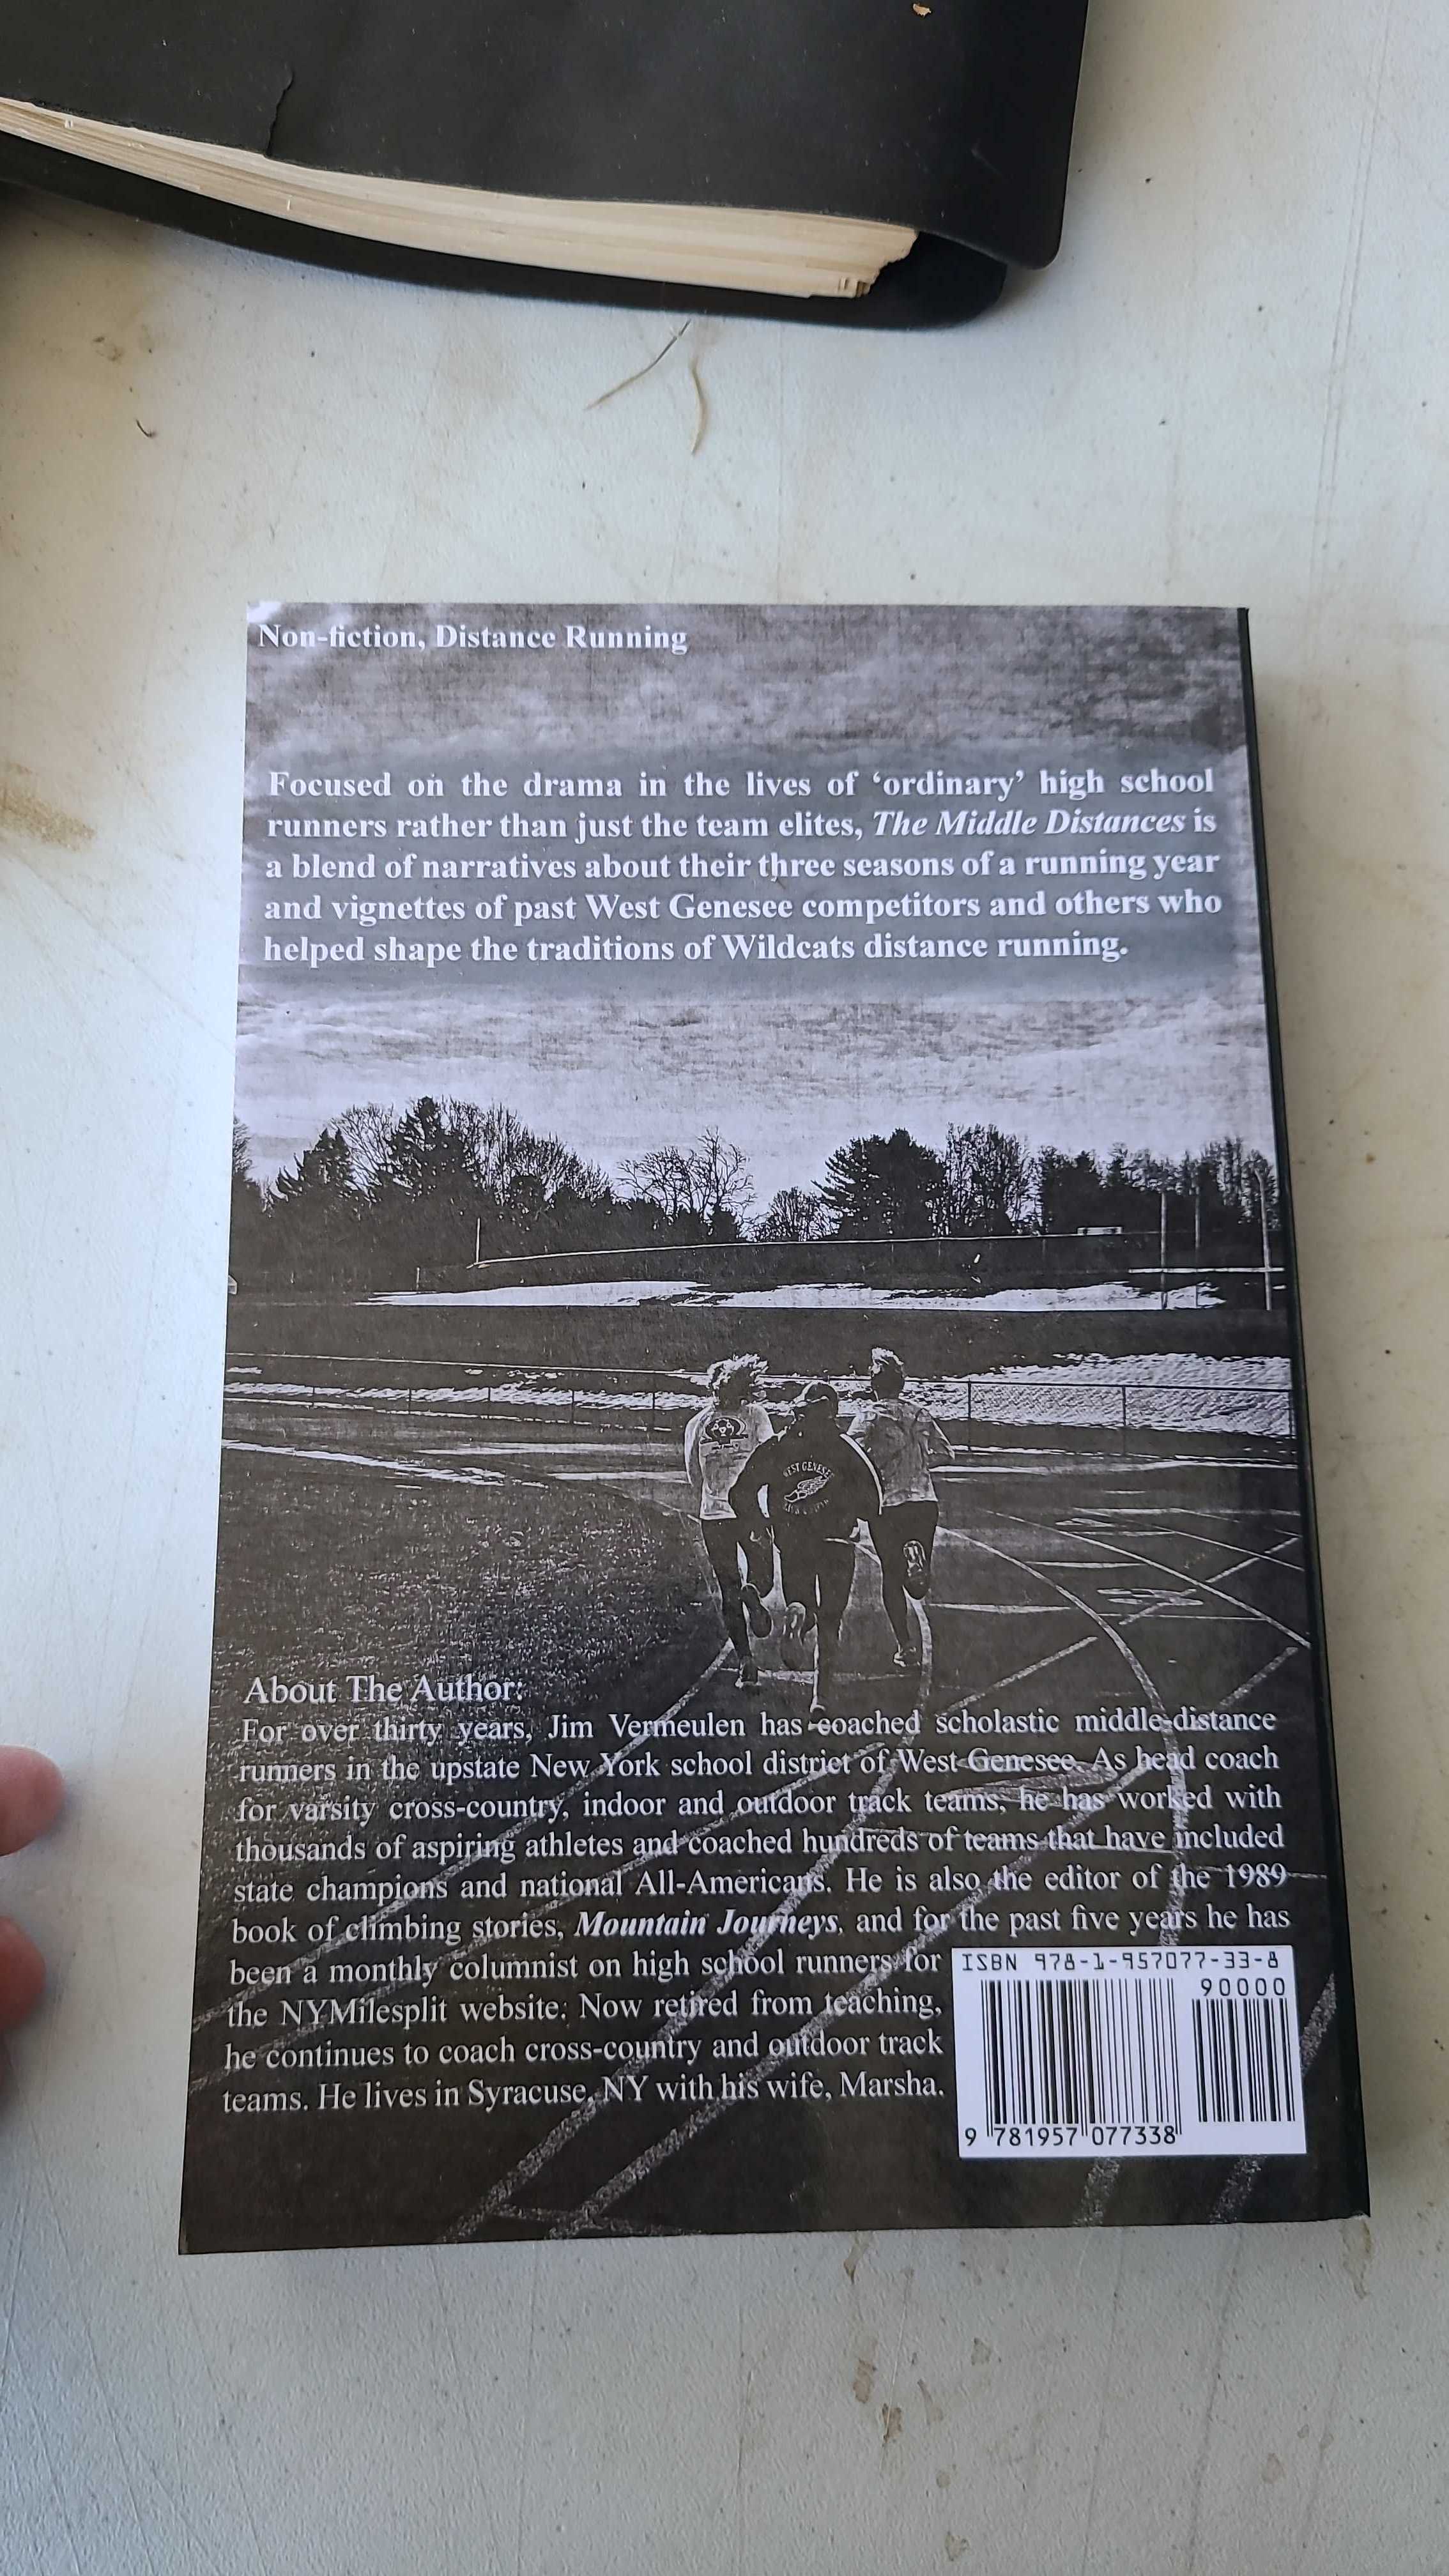 Non-fiction, Distance Running
Focused on the drama in the lives of ‘ordinary’ high school
runners rather than just the team elites, The Middle Distances is
a blend of narratives about their three seasons of a running year
and vignettes of past West Genesee competitors and others who
helped shape the traditions of Wildcats distance running.
WEST GENESEE
About The Author:
For over thirty years, Jim Vermeulen has coached scholastic middle-distance
runners in the upstate New York school district of West Genesee. As head coach
for varsity cross-country, indoor and outdoor track teams, he has worked with
thousands of aspiring athletes and coached hundreds of teams that have included
state champions and national All-Americans. He is also the editor of the 1989
book of climbing stories, Mountain Journeys, and for the past five years he has
been a monthly columnist on high school runners for
the NYMilesplit website. Now retired from teaching,
he continues to coach cross-country and outdoor track
teams. He lives in Syracuse, NY with his wife, Marsha.
ISBN 978-1-957077-33-8
90000
9 781957 077338